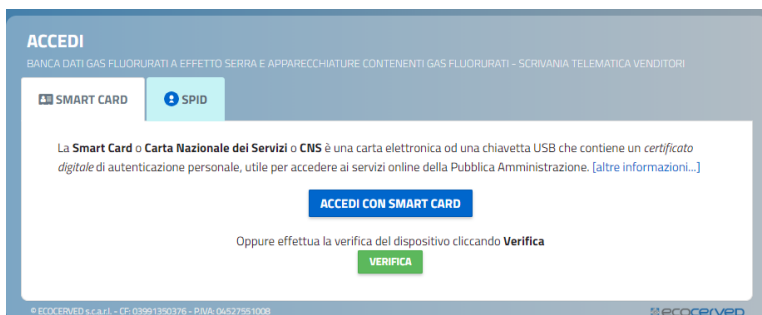 ACCEDI
BANCA DATI GAS FLUORURATI A EFFETTO SERRA E APPARECCHIATURE CONTENENTI GAS FLUORURATI - SCRIVANIA TELEMATICA VENDITORI
SMART CARD
SPID
La Smart Card o Carta Nazionale dei Servizi o CNS è una carta elettronica od una chiavetta USB che contiene un certificato
digitale di autenticazione personale, utile per accedere ai servizi online della Pubblica Amministrazione. [altre informazioni...]
ACCEDI CON SMART CARD
Oppure effettua la verifica del dispositivo cliccando Verifica
VERIFICA
© ECOCERVED s.c.a.r.l. - CF: 03991350376 - P.IVA: 04527551008
ecocerved